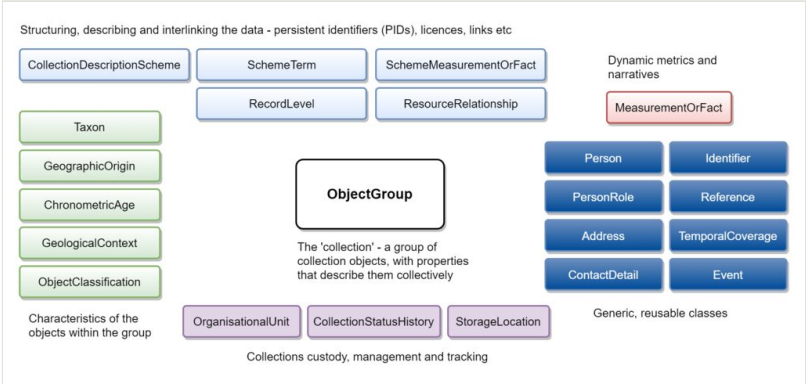 Structuring, describing and interlinking the data - persistent identifiers (PIDs), licences, links etc
CollectionDescriptionScheme
SchemeTerm
SchemeMeasurementOrFact
RecordLevel
ResourceRelationship
Dynamic metrics and
narratives
MeasurementOrFact
Taxon
GeographicOrigin
ChronometricAge
GeologicalContext
ObjectClassification
Characteristics of the
objects within the group
ObjectGroup
The 'collection' - a group of
collection objects, with properties
that describe them collectively
Person
Identifier
PersonRole
Reference
Address
TemporalCoverage
ContactDetail
Event
Generic, reusable classes
OrganisationalUnit
CollectionStatusHistory
StorageLocation
Collections custody, management and tracking